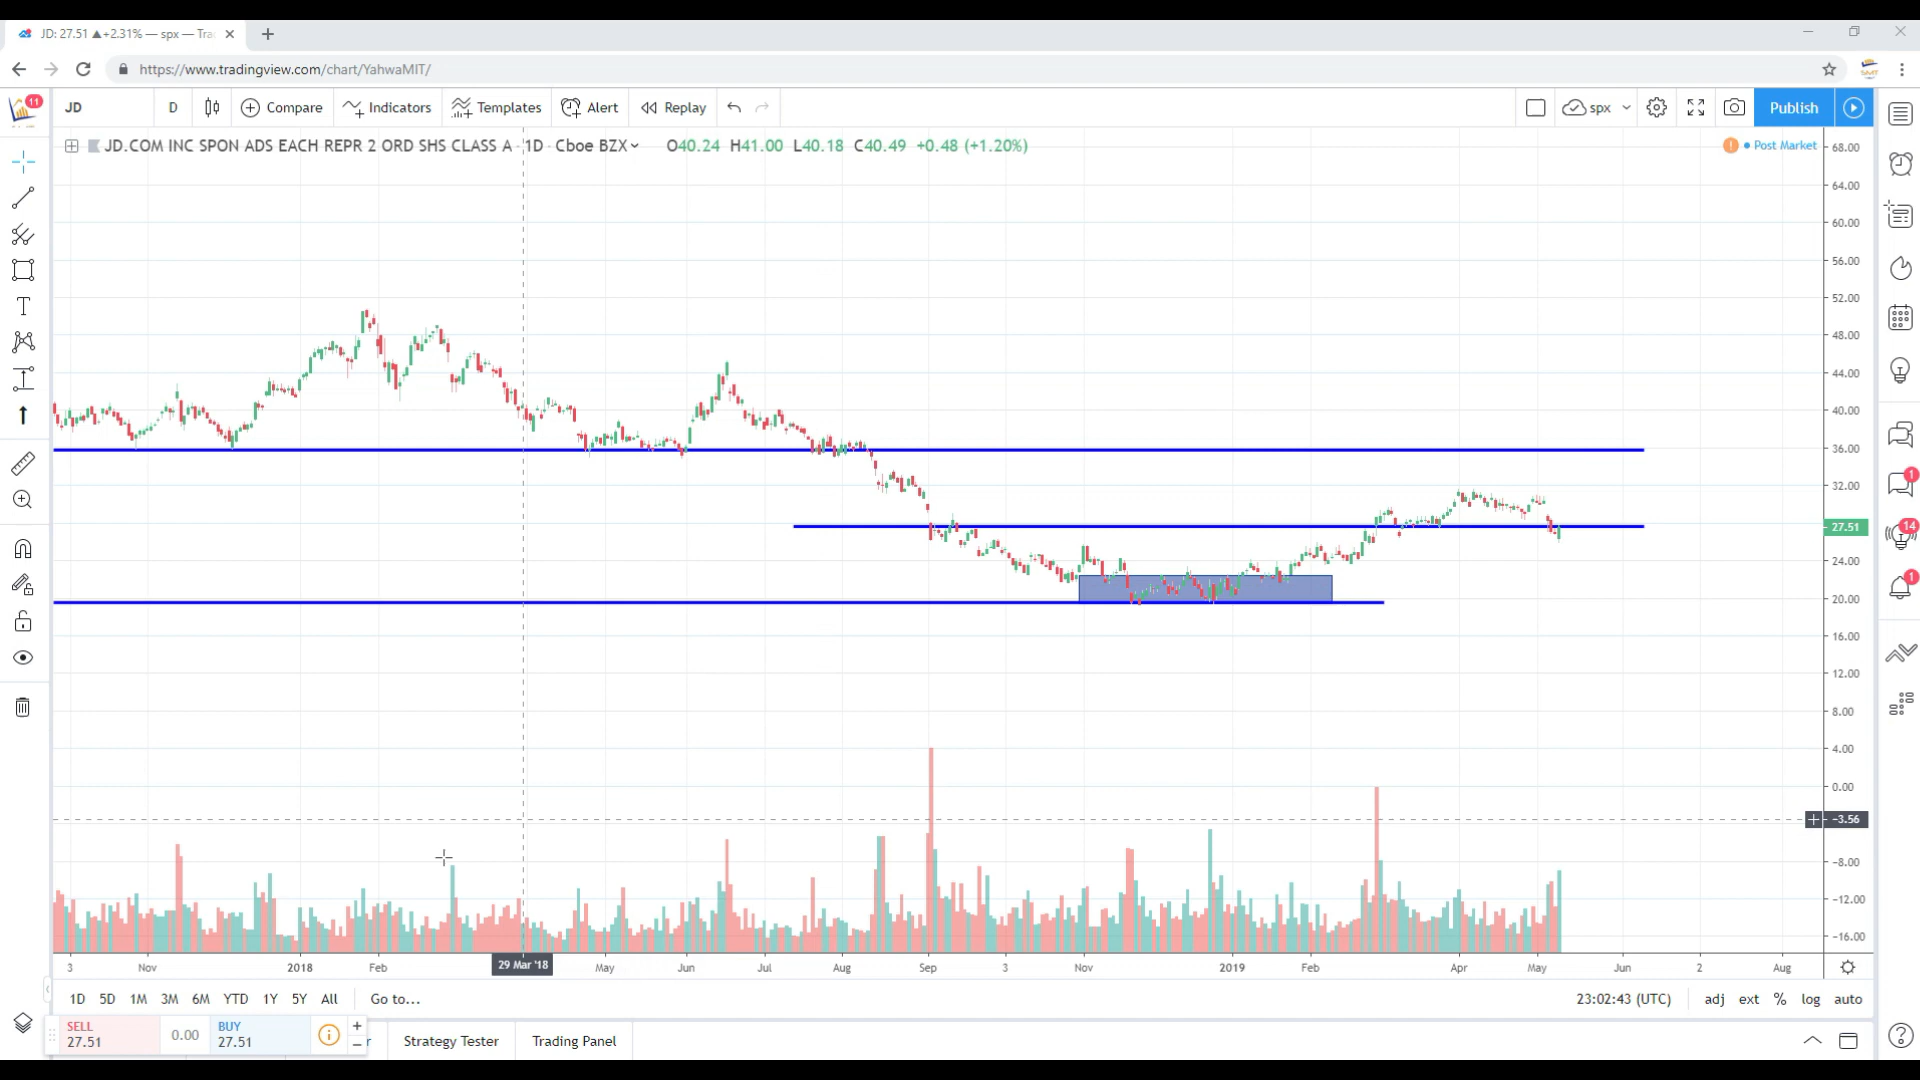 JD: 27.51 ▲+2.31% — spx — Tra
https://www.tradingview.com/chart/YahwaMIT/
SMT
11
JD D Compare Indicators Templates Alert Replay spx Publish
JD.COM INC SPON ADS EACH REPR 2 ORD SHS CLASS A · 1D · Cboe BZX O40.24 H41.00 L40.18 C40.49 +0.48 (+1.20%)
! Post Market
68.00
64.00
60.00
56.00
52.00
48.00
44.00
40.00
36.00
32.00
27.51
24.00
20.00
16.00
12.00
8.00
4.00
0.00
−3.56
−8.00
−12.00
−16.00
1
14
1
3 Nov 2018 Feb 29 Mar '18 May Jun Jul Aug Sep 3 Nov 2019 Feb Apr May Jun 2 Aug
1D 5D 1M 3M 6M YTD 1Y 5Y All Go to... 23:02:43 (UTC) adj ext % log auto
SELL
27.51
0.00
BUY
27.51
r Strategy Tester Trading Panel